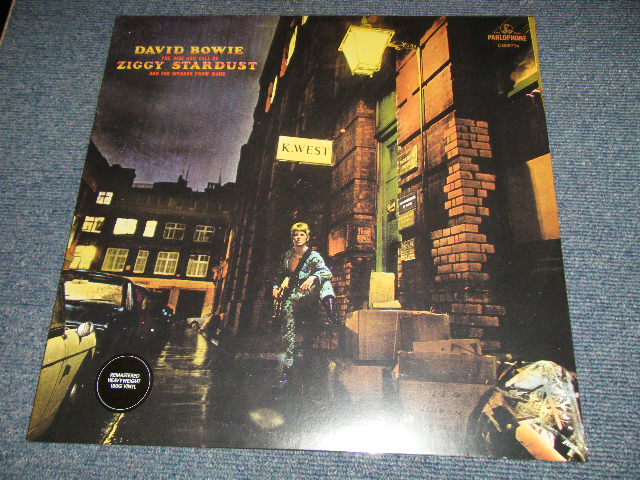 DAVID BOWIE
THE RISE AND FALL OF
ZIGGY STARDUST
AND THE SPIDERS FROM MARS
PARLOPHONE
K.WEST
REMASTERED
HEAVYWEIGHT
180G VINYL
LONDON